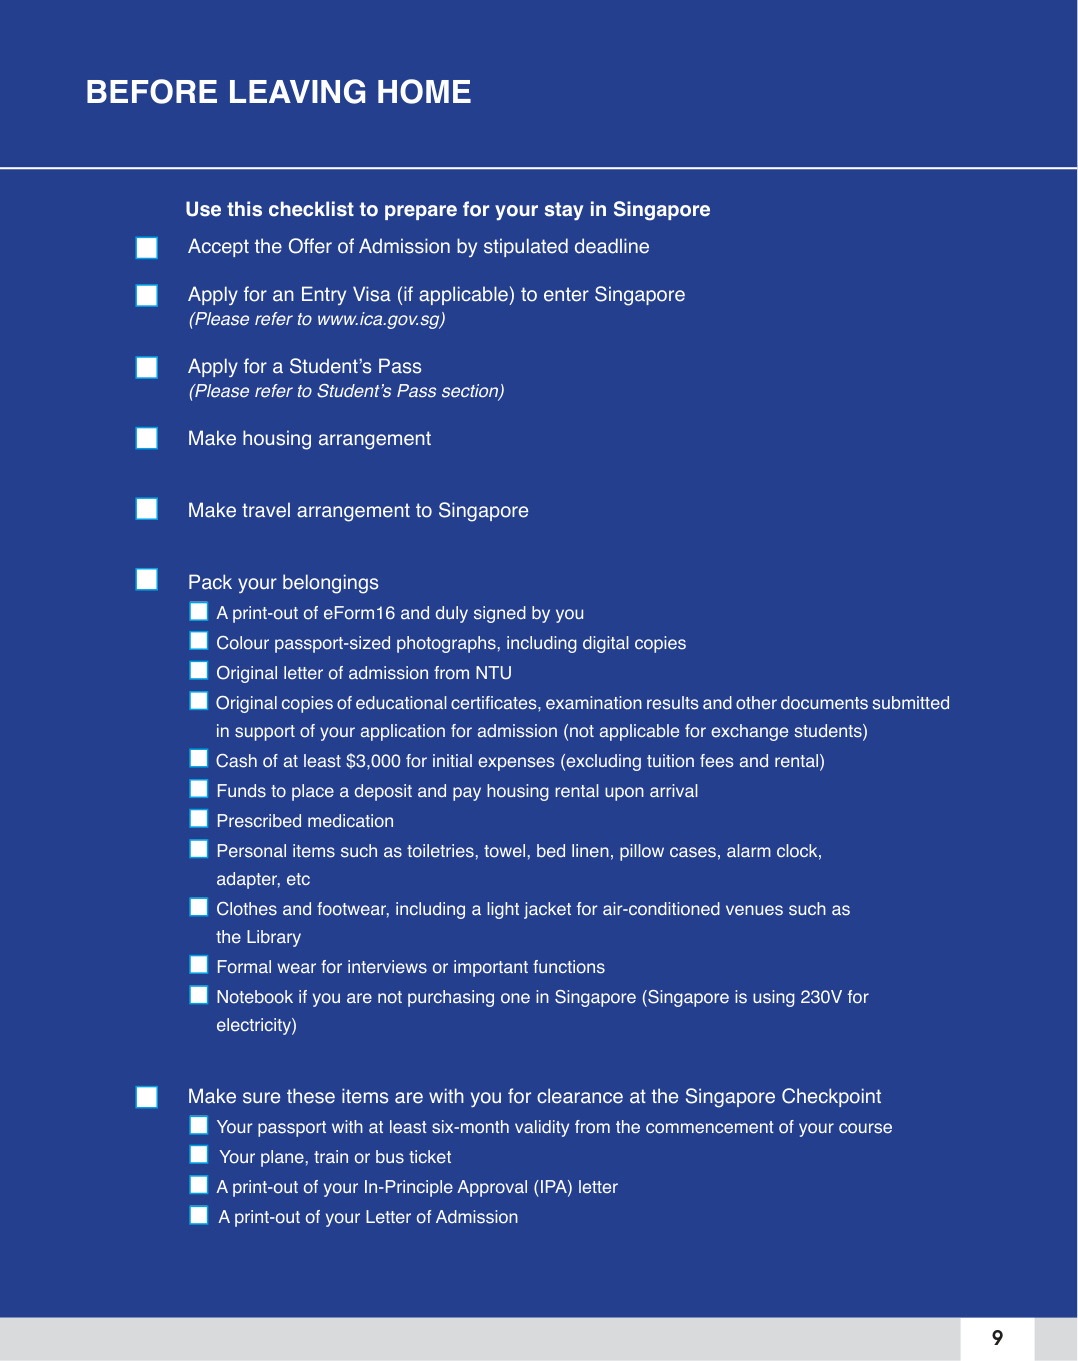 BEFORE LEAVING HOME
Use this checklist to prepare for your stay in Singapore
Accept the Offer of Admission by stipulated deadline
Apply for an Entry Visa (if applicable) to enter Singapore
(Please refer to www.ica.gov.sg)
Apply for a Student’s Pass
(Please refer to Student’s Pass section)
Make housing arrangement
Make travel arrangement to Singapore
Pack your belongings
A print-out of eForm16 and duly signed by you
Colour passport-sized photographs, including digital copies
Original letter of admission from NTU
Original copies of educational certificates, examination results and other documents submitted
in support of your application for admission (not applicable for exchange students)
Cash of at least $3,000 for initial expenses (excluding tuition fees and rental)
Funds to place a deposit and pay housing rental upon arrival
Prescribed medication
Personal items such as toiletries, towel, bed linen, pillow cases, alarm clock,
adapter, etc
Clothes and footwear, including a light jacket for air-conditioned venues such as
the Library
Formal wear for interviews or important functions
Notebook if you are not purchasing one in Singapore (Singapore is using 230V for
electricity)
Make sure these items are with you for clearance at the Singapore Checkpoint
Your passport with at least six-month validity from the commencement of your course
Your plane, train or bus ticket
A print-out of your In-Principle Approval (IPA) letter
A print-out of your Letter of Admission
9